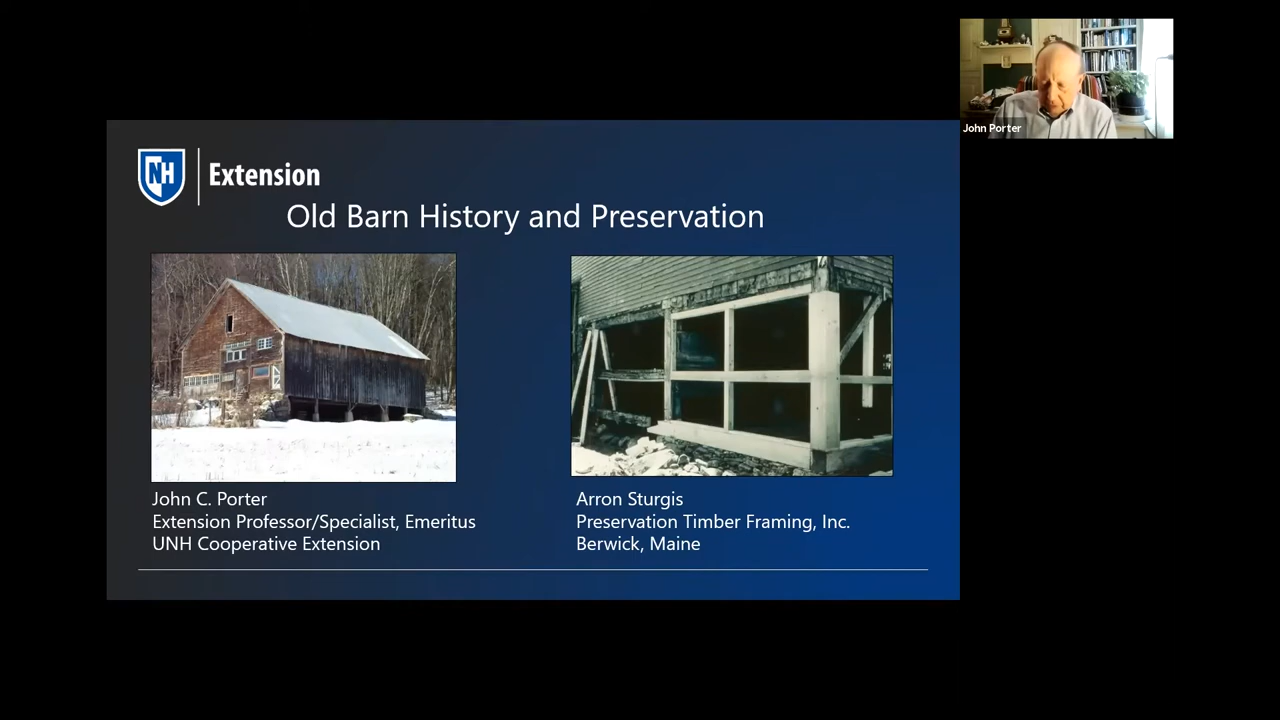 NH
Extension
Old Barn History and Preservation
John C. Porter
Extension Professor/Specialist, Emeritus
UNH Cooperative Extension
Arron Sturgis
Preservation Timber Framing, Inc.
Berwick, Maine
John Porter